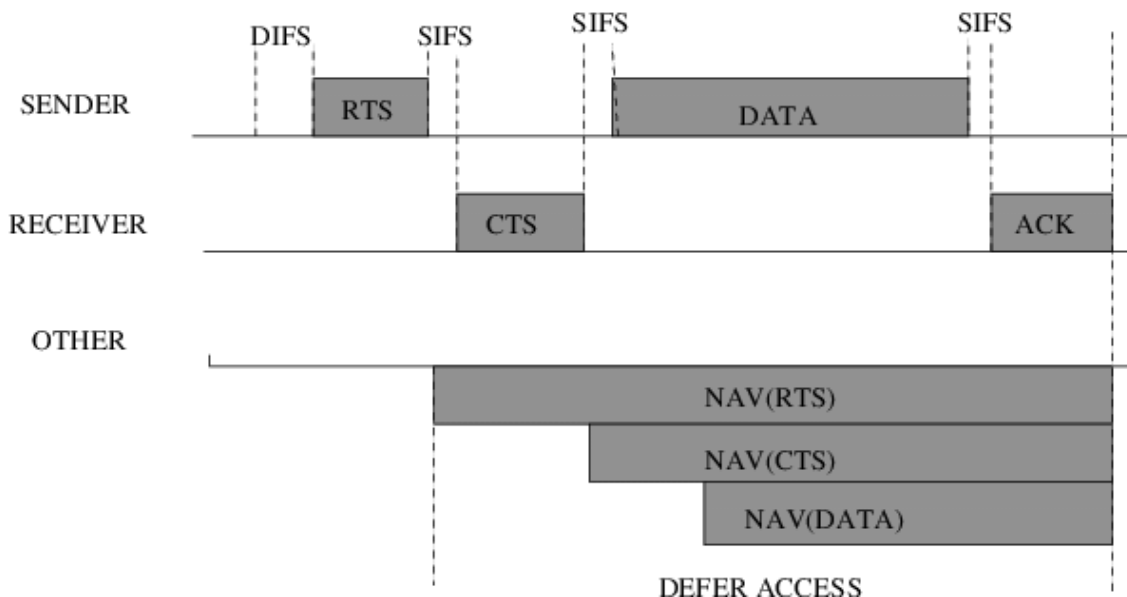 DIFS SIFS SIFS SIFS
SENDER RTS DATA
RECEIVER CTS ACK
OTHER
NAV(RTS)
NAV(CTS)
NAV(DATA)
DEFER ACCESS